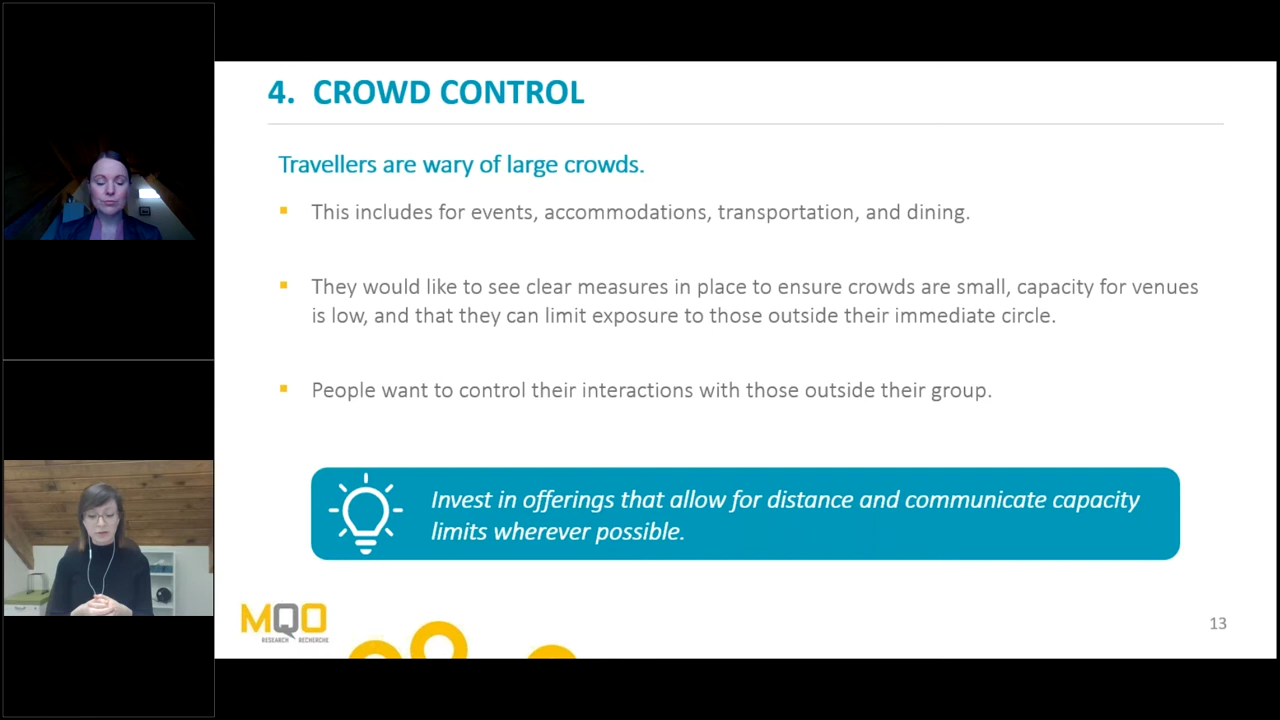 4. CROWD CONTROL
Travellers are wary of large crowds.
This includes for events, accommodations, transportation, and dining.
They would like to see clear measures in place to ensure crowds are small, capacity for venues
is low, and that they can limit exposure to those outside their immediate circle.
People want to control their interactions with those outside their group.
Invest in offerings that allow for distance and communicate capacity
limits wherever possible.
MQO
RESEARCH RECHERCHE
13